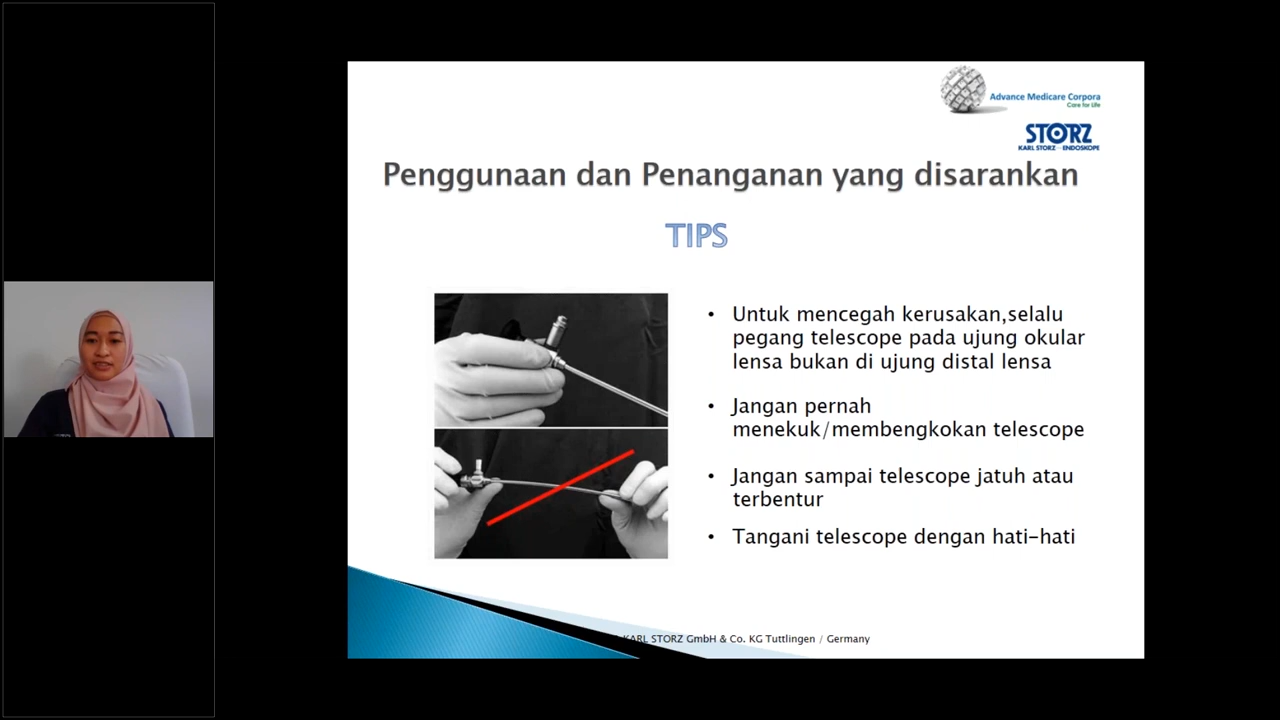 Advance Medicare Corpora
Care for Life
STORZ
KARL STORZ - ENDOSKOPE
Penggunaan dan Penanganan yang disarankan
TIPS
• Untuk mencegah kerusakan,selalu
pegang telescope pada ujung okular
lensa bukan di ujung distal lensa
• Jangan pernah
menekuk/membengkokan telescope
• Jangan sampai telescope jatuh atau
terbentur
• Tangani telescope dengan hati-hati
KARL STORZ GmbH & Co. KG Tuttlingen / Germany